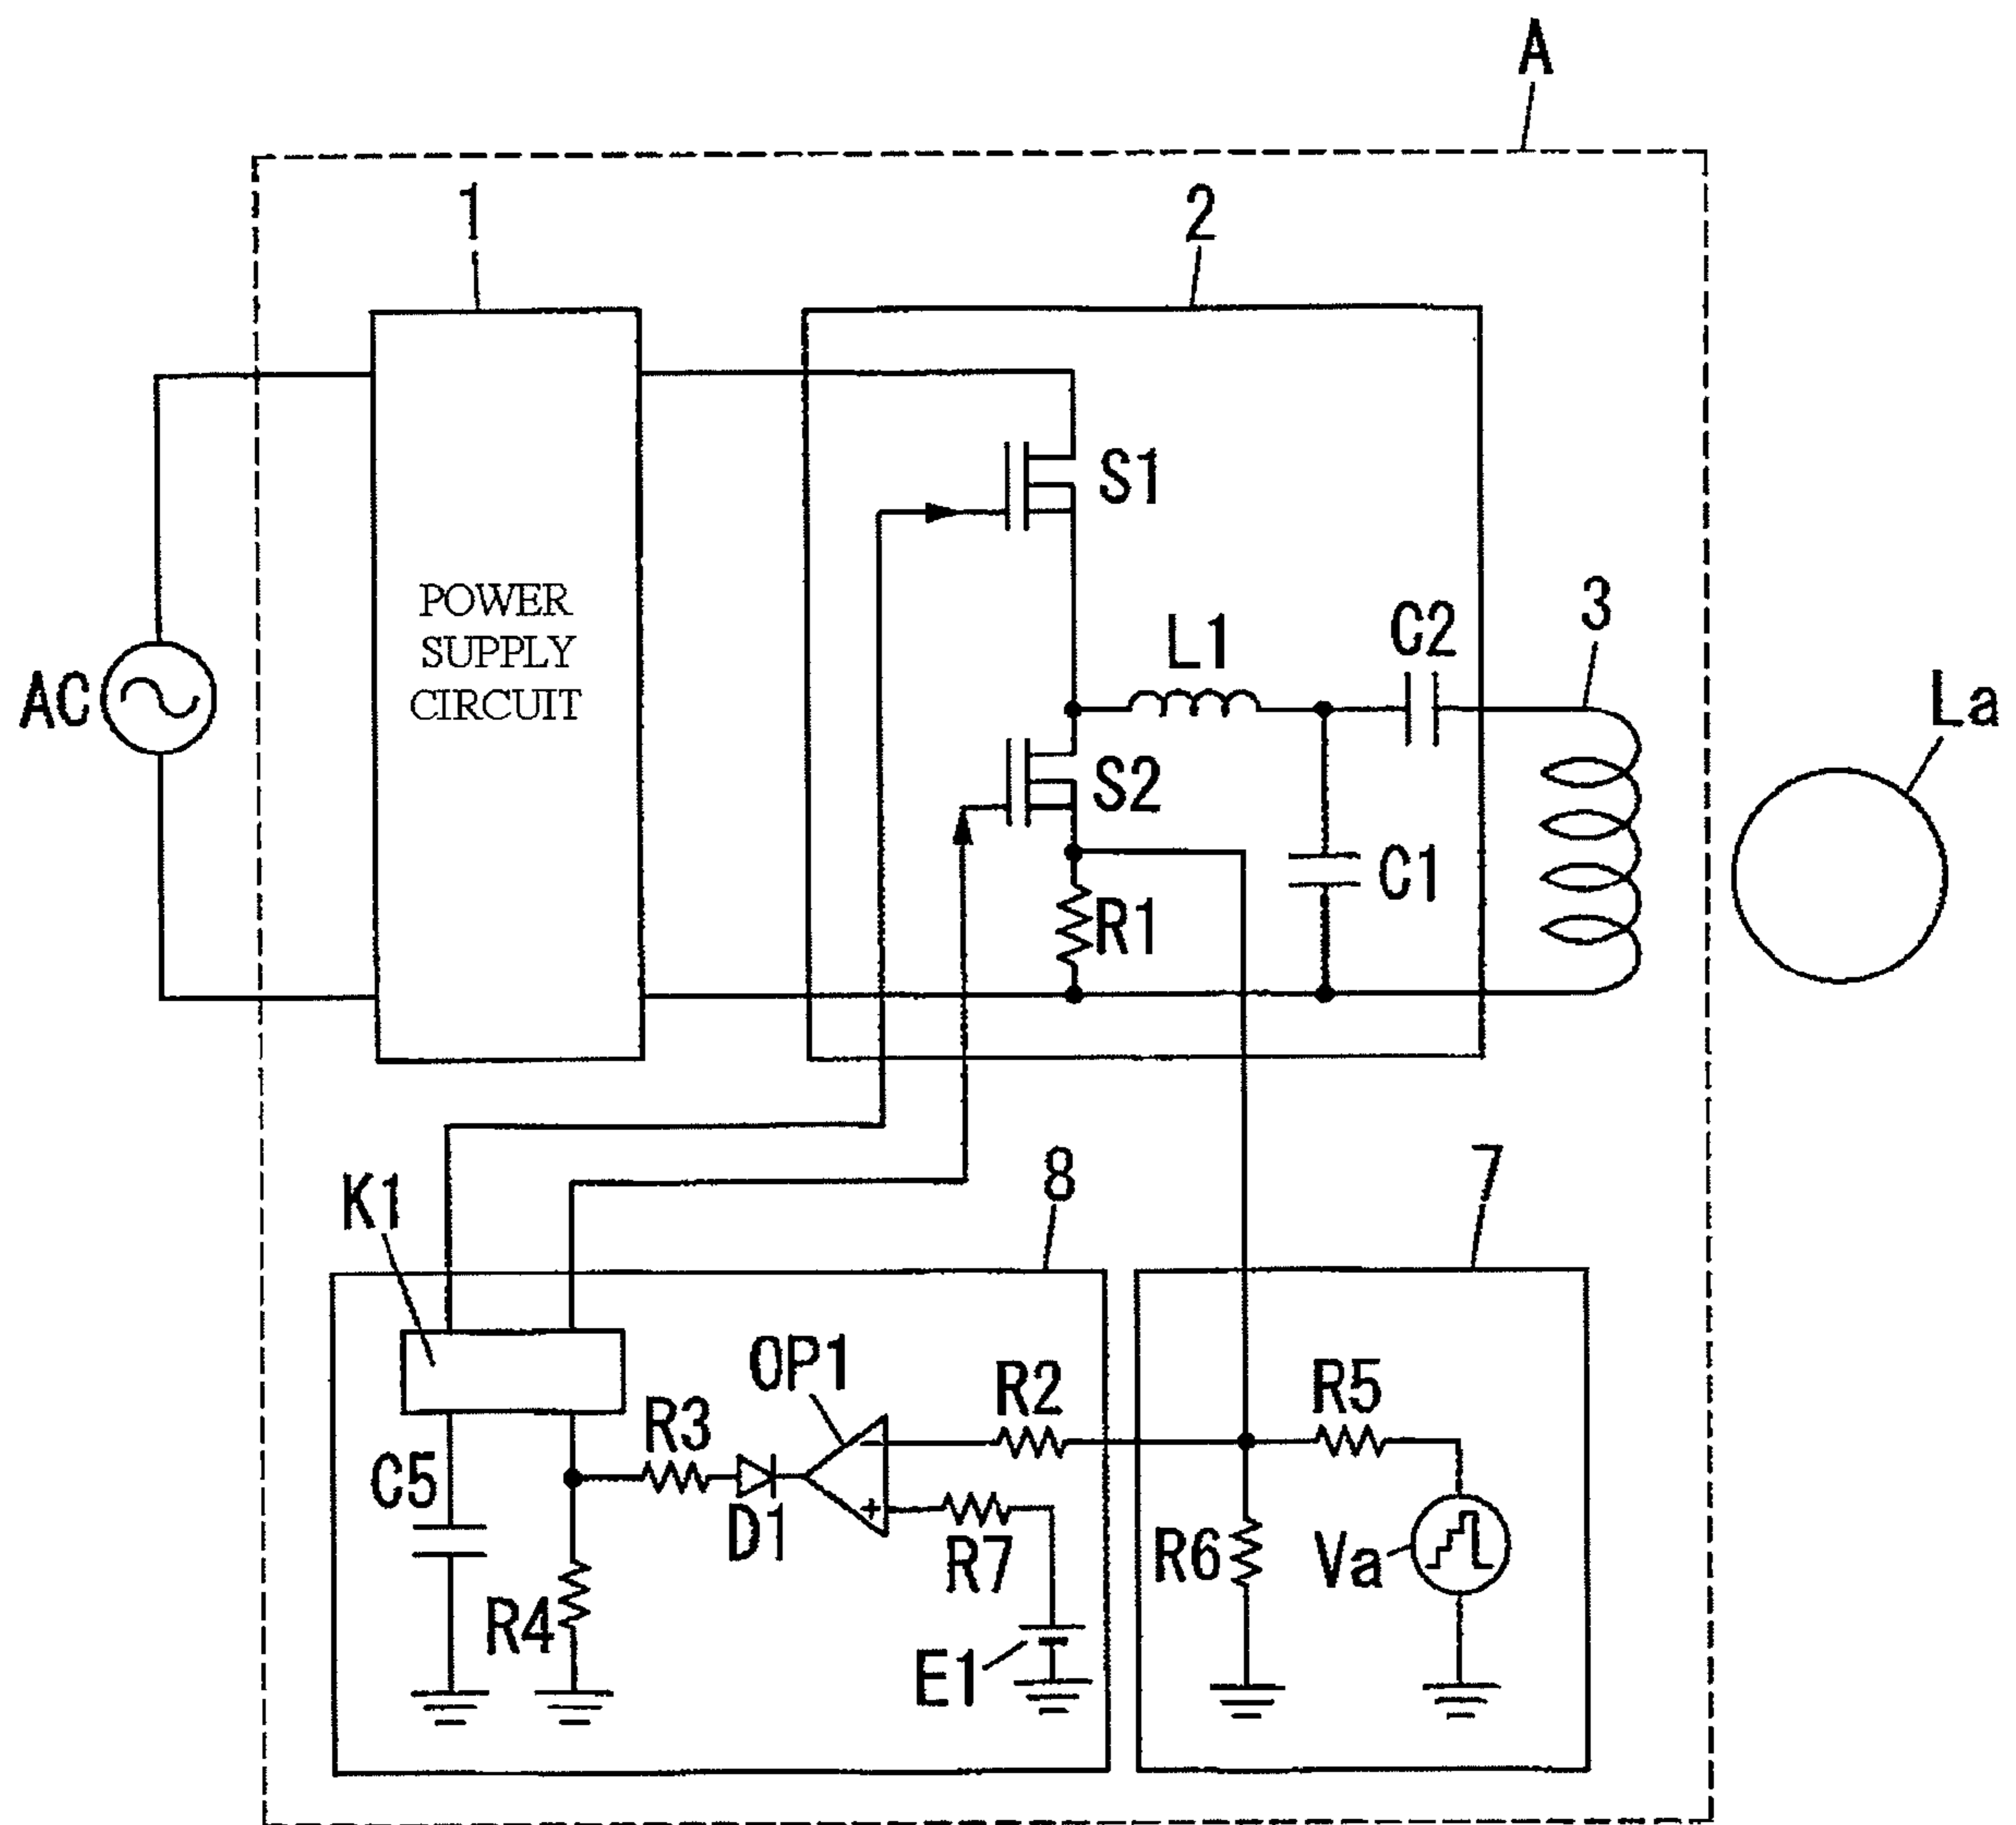 A
1
2
S1
POWER
SUPPLY
CIRCUIT
AC
L1
C2
3
La
S2
C1
R1
8
7
K1
OP1
R2
R5
R3
C5
D1
R7
R6
Va
R4
E1